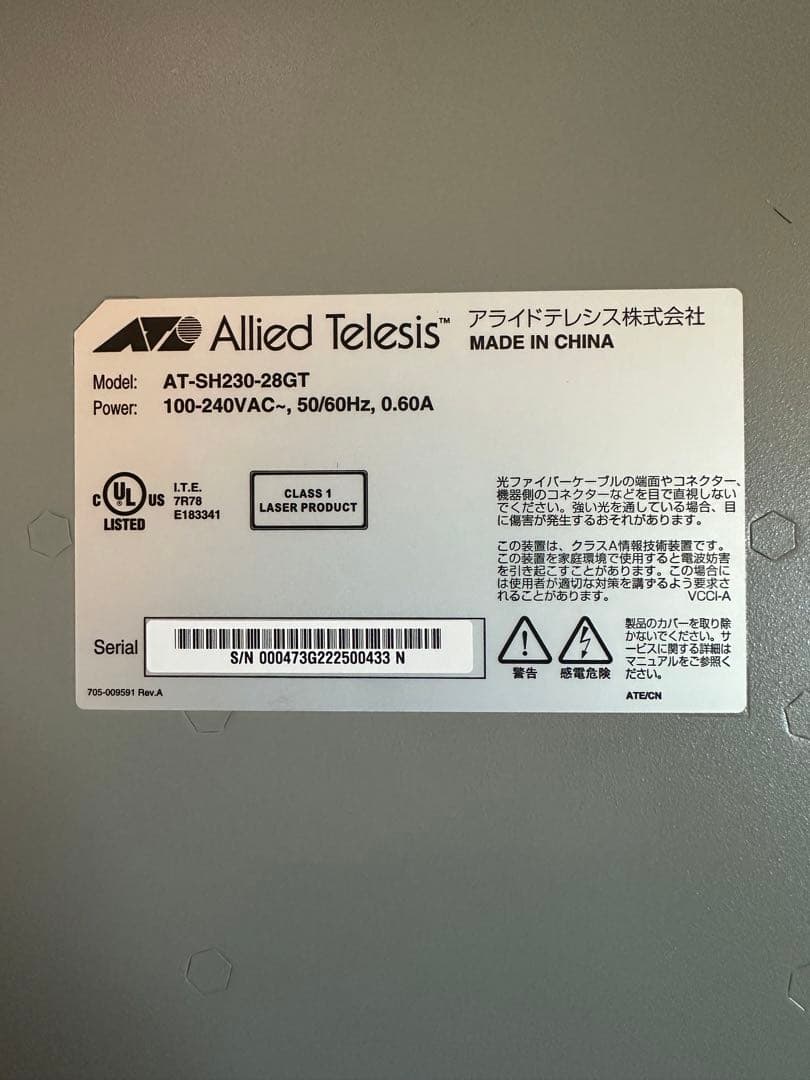 Allied Telesis™ アライドテレシス株式会社
MADE IN CHINA
Model: AT-SH230-28GT
Power: 100-240VAC~, 50/60Hz, 0.60A
C UL US LISTED
I.T.E.
7R78
E183341
CLASS 1
LASER PRODUCT
光ファイバーケーブルの端面やコネクター、
機器側のコネクターなどを目で直視しない
でください。強い光を通している場合、目
に傷害が発生するおそれがあります。
この装置は、クラスA情報技術装置です。
この装置を家庭環境で使用すると電波妨害
を引き起こすことがあります。この場合に
は使用者が適切な対策を講ずるよう要求さ
れることがあります。 VCCI-A
Serial
S/N 000473G222500433 N
警告 感電危険
製品のカバーを取り除
かないでください。サ
ービスに関する詳細は
マニュアルをご参照く
ださい。
705-009591 Rev.A
ATE/CN